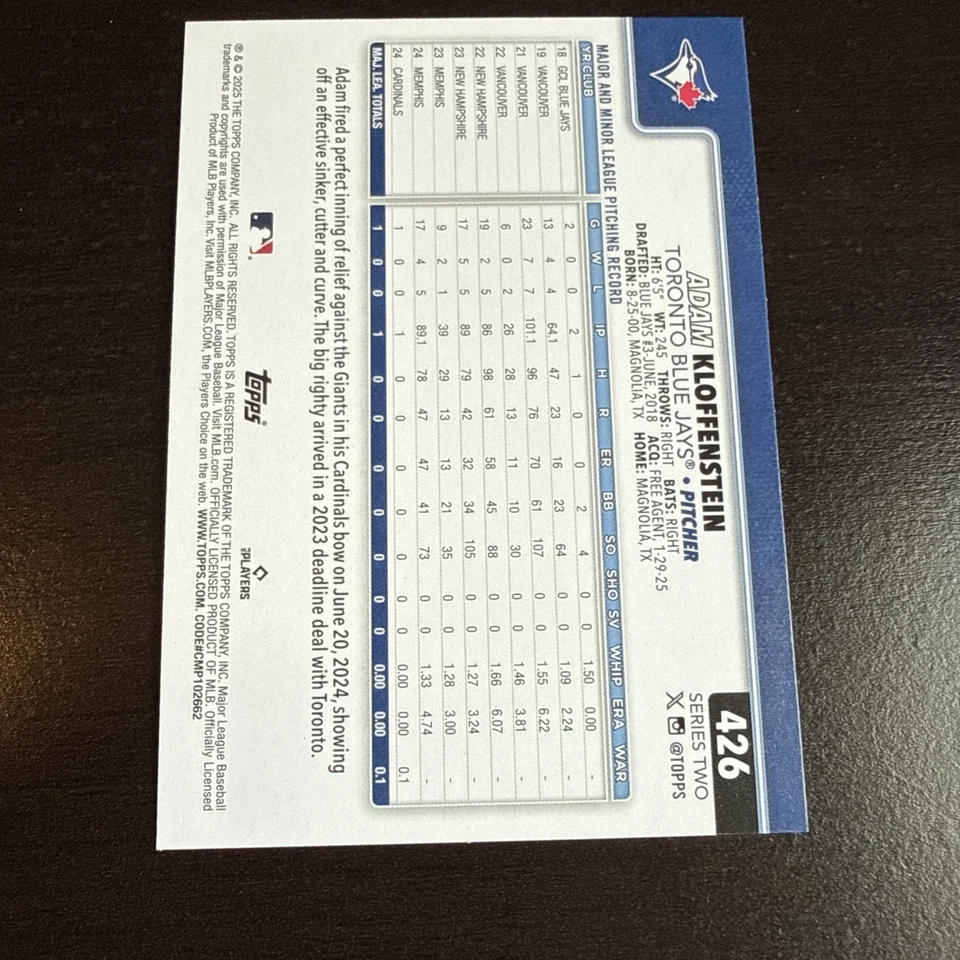 ADAM KLOFFENSTEIN
TORONTO BLUE JAYS® • PITCHER
HT: 6'5" WT: 245 THROWS: RIGHT BATS: RIGHT
DRAFTED: BLUE JAYS #3-JUNE, 2018 ACQ: FREE AGENT, 1-29-25
BORN: 8-25-00, MAGNOLIA, TX HOME: MAGNOLIA, TX
426
SERIES TWO
X @TOPPS
MAJOR AND MINOR LEAGUE PITCHING RECORD
YR CLUB G W L IP H R ER BB SO SHO SV WHIP ERA WAR
18 GCL BLUE JAYS 2 0 0 2 1 0 0 2 4 0 0 1.50 0.00 -
19 VANCOUVER 13 4 4 64.1 47 23 16 23 64 0 0 1.09 2.24 -
21 VANCOUVER 23 7 7 101.1 96 76 70 61 107 0 0 1.55 6.22 -
22 VANCOUVER 6 0 2 26 28 13 11 10 30 0 0 1.46 3.81 -
22 NEW HAMPSHIRE 19 2 5 86 98 61 58 45 88 0 0 1.66 6.07 -
23 NEW HAMPSHIRE 17 5 5 89 79 42 32 34 105 0 0 1.27 3.24 -
23 MEMPHIS 9 2 1 39 29 13 13 21 35 0 0 1.28 3.00 -
24 MEMPHIS 17 4 5 89.1 78 47 47 41 73 0 0 1.33 4.74 -
24 CARDINALS 1 0 0 1 0 0 0 0 0 0 0 0.00 0.00 0.1
MAJ. LEA. TOTALS 1 0 0 1 0 0 0 0 0 0 0 0.00 0.00 0.1
Adam fired a perfect inning of relief against the Giants in his Cardinals bow on June 20, 2024, showing
off an effective sinker, cutter and curve. The big righty arrived in a 2023 deadline deal with Toronto.
topps®
PLAYERS
® & © 2025 THE TOPPS COMPANY, INC. ALL RIGHTS RESERVED. TOPPS IS A REGISTERED TRADEMARK OF THE TOPPS COMPANY, INC. Major League Baseball
trademarks and copyrights are used with permission of Major League Baseball. Visit MLB.com. OFFICIALLY LICENSED PRODUCT OF MLB. Officially Licensed
Product of MLB Players, Inc. Visit MLBPLAYERS.COM, the Players Choice on the web. WWW.TOPPS.COM. CODE#CMP102662